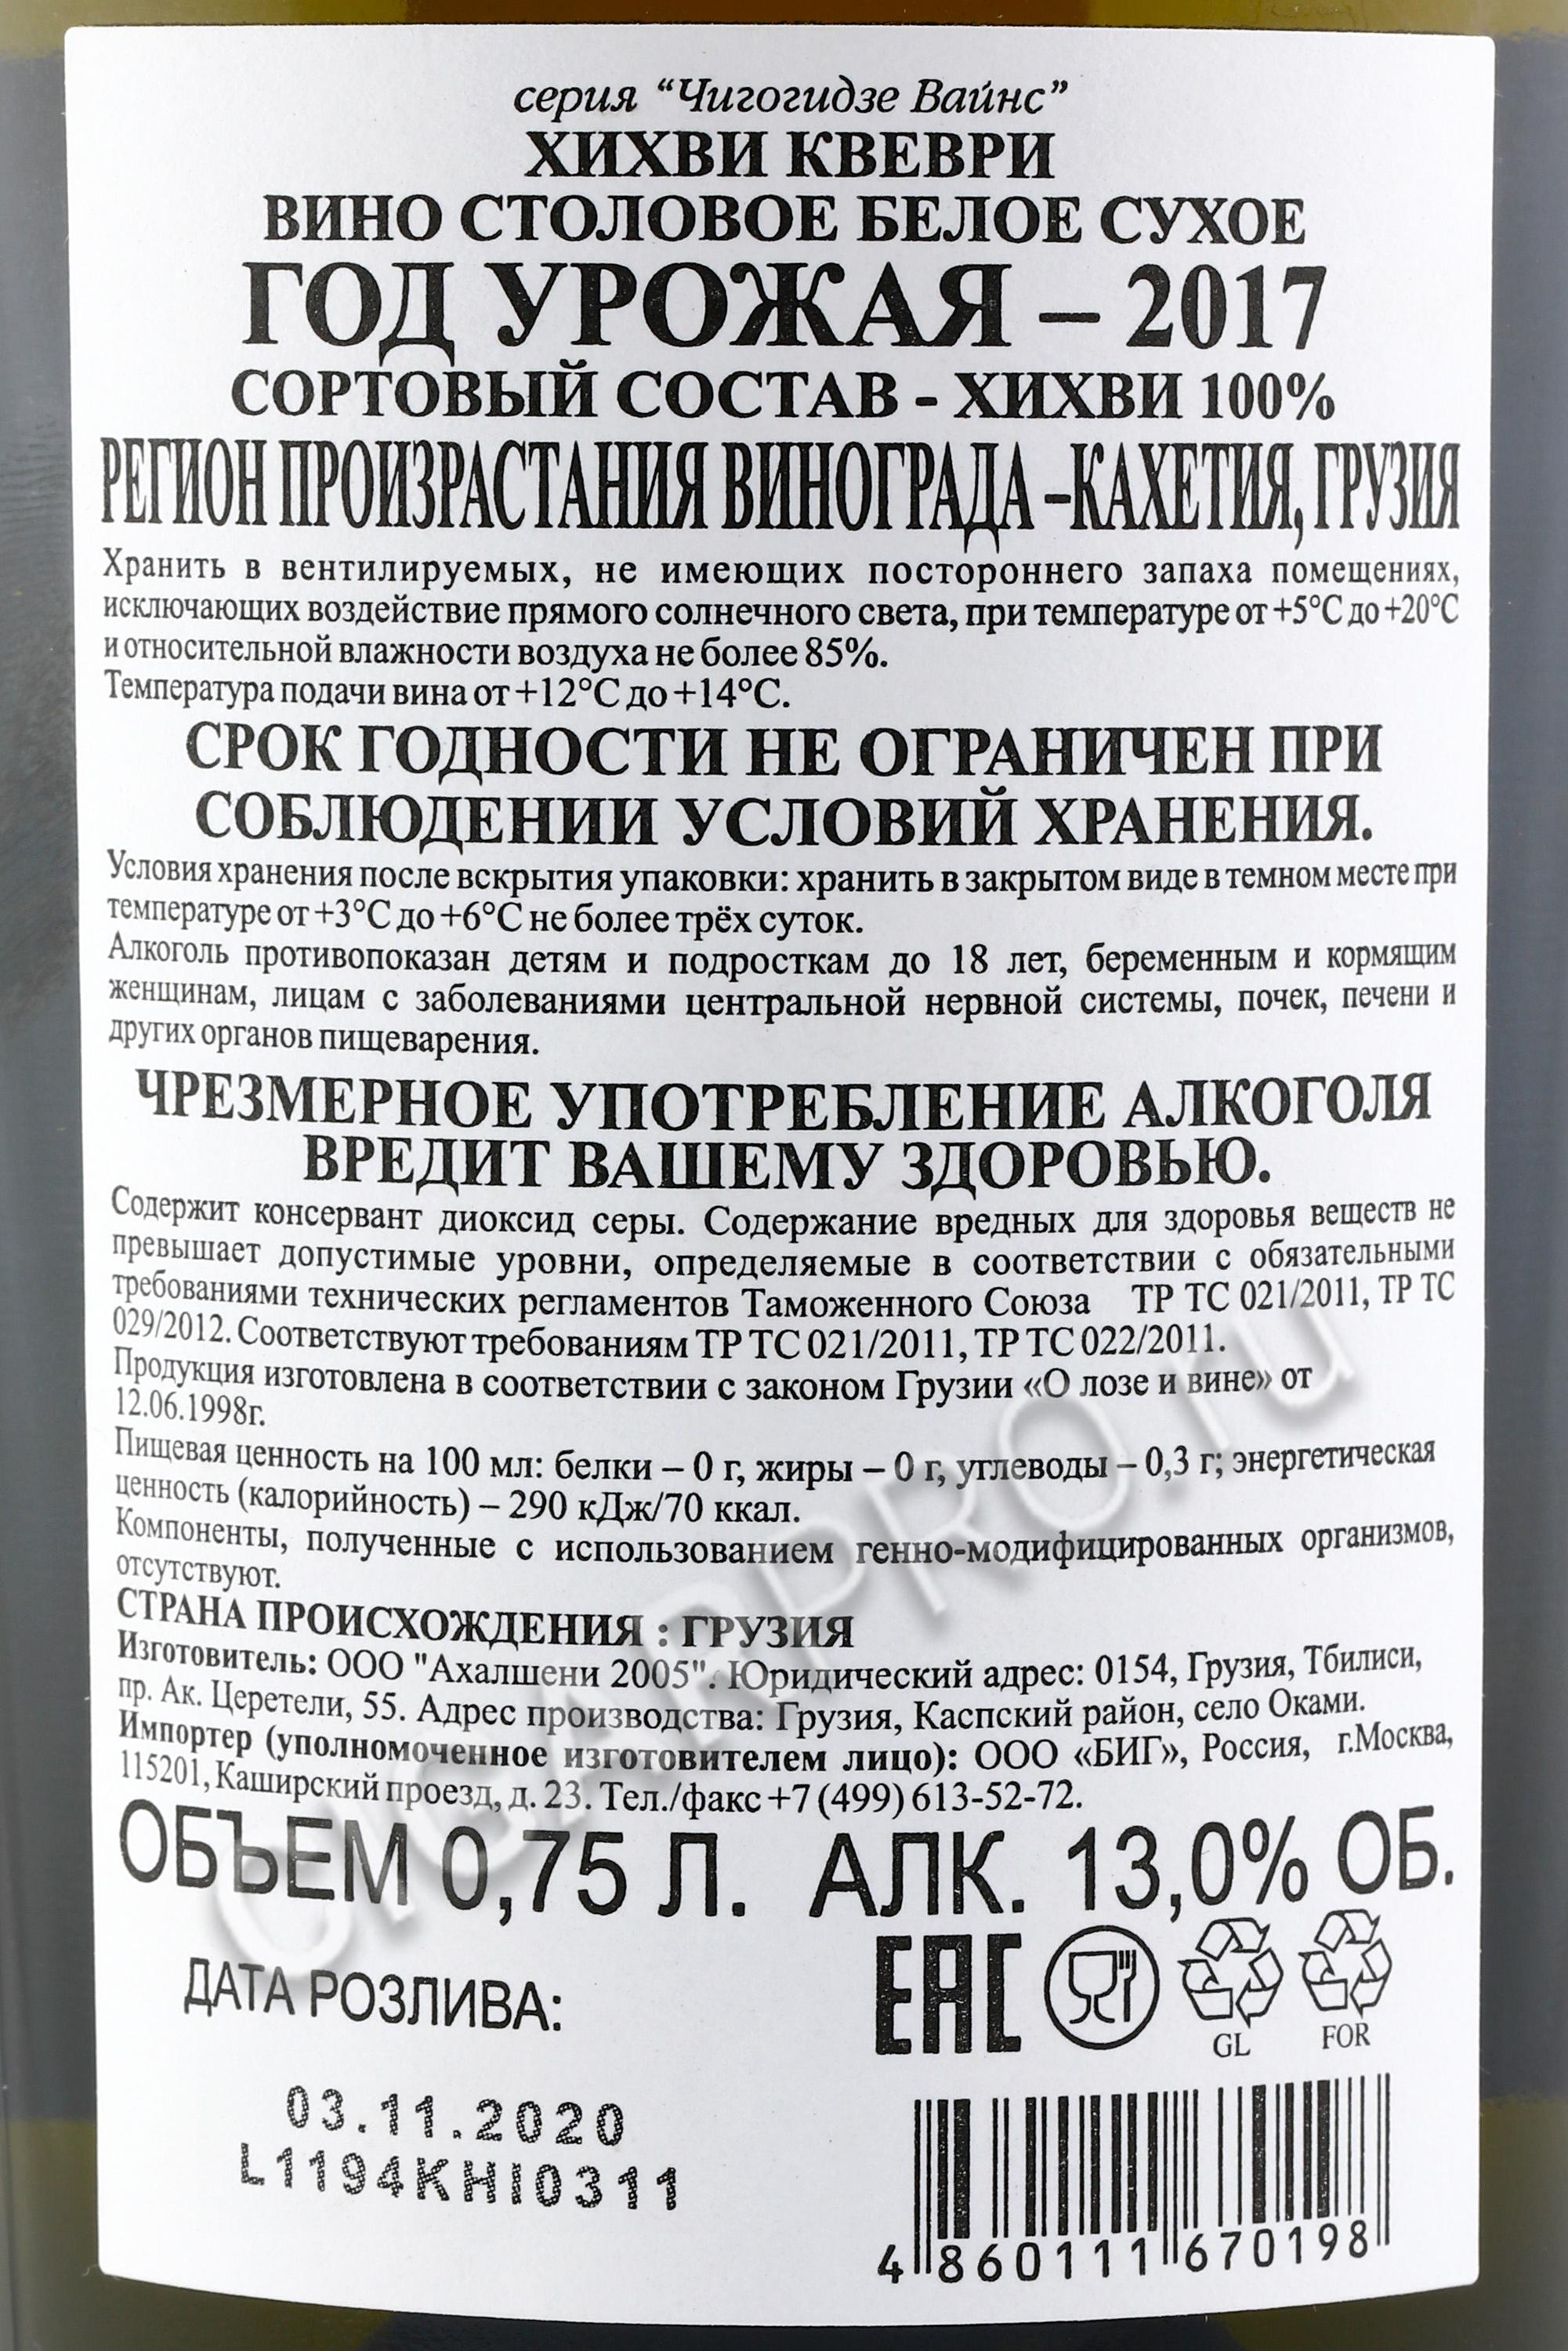 серия “Чигогидзе Вайнс”
ХИХВИ КВЕВРИ
ВИНО СТОЛОВОЕ БЕЛОЕ СУХОЕ
ГОД УРОЖАЯ – 2017
СОРТОВЫЙ СОСТАВ - ХИХВИ 100%
РЕГИОН ПРОИЗРАСТАНИЯ ВИНОГРАДА –КАХЕТИЯ, ГРУЗИЯ
Хранить в вентилируемых, не имеющих постороннего запаха помещениях,
исключающих воздействие прямого солнечного света, при температуре от +5°С до +20°С
и относительной влажности воздуха не более 85%.
Температура подачи вина от +12°С до +14°С.
СРОК ГОДНОСТИ НЕ ОГРАНИЧЕН ПРИ
СОБЛЮДЕНИИ УСЛОВИЙ ХРАНЕНИЯ.
Условия хранения после вскрытия упаковки: хранить в закрытом виде в темном месте при
температуре от +3°С до +6°С не более трёх суток.
Алкоголь противопоказан детям и подросткам до 18 лет, беременным и кормящим
женщинам, лицам с заболеваниями центральной нервной системы, почек, печени и
других органов пищеварения.
ЧРЕЗМЕРНОЕ УПОТРЕБЛЕНИЕ АЛКОГОЛЯ
ВРЕДИТ ВАШЕМУ ЗДОРОВЬЮ.
Содержит консервант диоксид серы. Содержание вредных для здоровья веществ не
превышает допустимые уровни, определяемые в соответствии с обязательными
требованиями технических регламентов Таможенного Союза ТР ТС 021/2011, ТР ТС
029/2012. Соответствуют требованиям ТР ТС 021/2011, ТР ТС 022/2011.
Продукция изготовлена в соответствии с законом Грузии «О лозе и вине» от
12.06.1998г.
Пищевая ценность на 100 мл: белки – 0 г, жиры – 0 г, углеводы – 0,3 г; энергетическая
ценность (калорийность) – 290 кДж/70 ккал.
Компоненты, полученные с использованием генно-модифицированных организмов,
отсутствуют.
СТРАНА ПРОИСХОЖДЕНИЯ : ГРУЗИЯ
Изготовитель: ООО "Ахалшени 2005". Юридический адрес: 0154, Грузия, Тбилиси,
пр. Ак. Церетели, 55. Адрес производства: Грузия, Каспский район, село Оками.
Импортер (уполномоченное изготовителем лицо): ООО «БИГ», Россия, г.Москва,
115201, Каширский проезд, д. 23. Тел./факс +7 (499) 613-52-72.
ОБЪЕМ 0,75 Л. АЛК. 13,0% ОБ.
ДАТА РОЗЛИВА:
EAC
GL FOR
03.11.2020
L1194KHI0311
4 860111 670198
CIGARPRO.ru